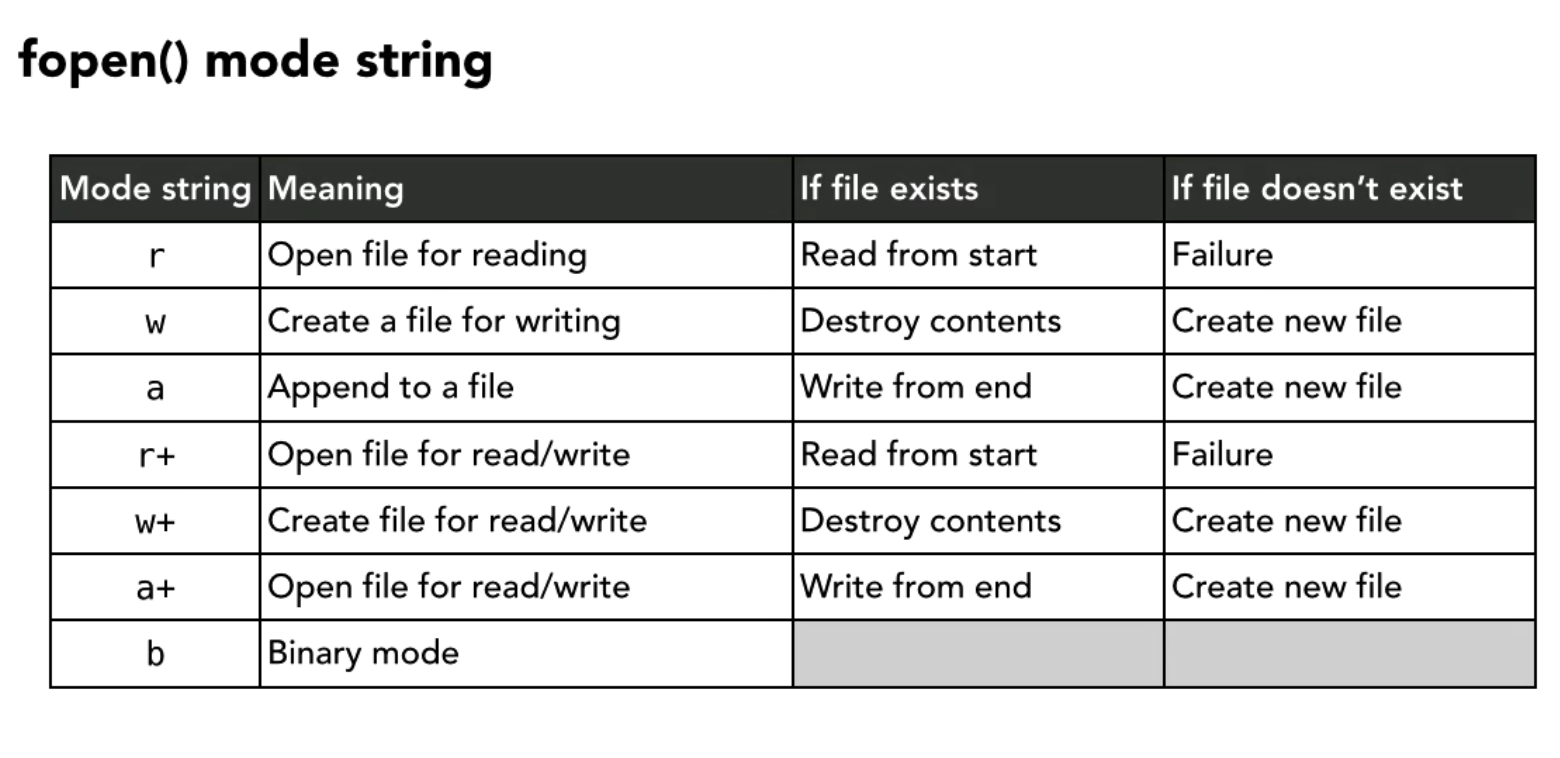 fopen() mode string
Mode string Meaning If file exists If file doesn’t exist
r Open file for reading Read from start Failure
w Create a file for writing Destroy contents Create new file
a Append to a file Write from end Create new file
r+ Open file for read/write Read from start Failure
w+ Create file for read/write Destroy contents Create new file
a+ Open file for read/write Write from end Create new file
b Binary mode